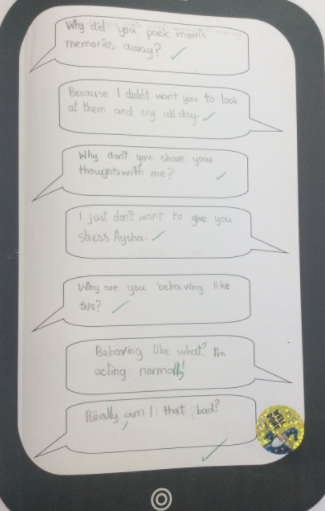 Why did you pack mom's
memories away?
Because I didn't want you to look
at them and cry all day.
Why don't you share your
thoughts with me?
I just don't want to give you
stress Aysha.
Why are you behaving like
this?
Behaving like what? I'm
acting normally!
Really, am I that bad?